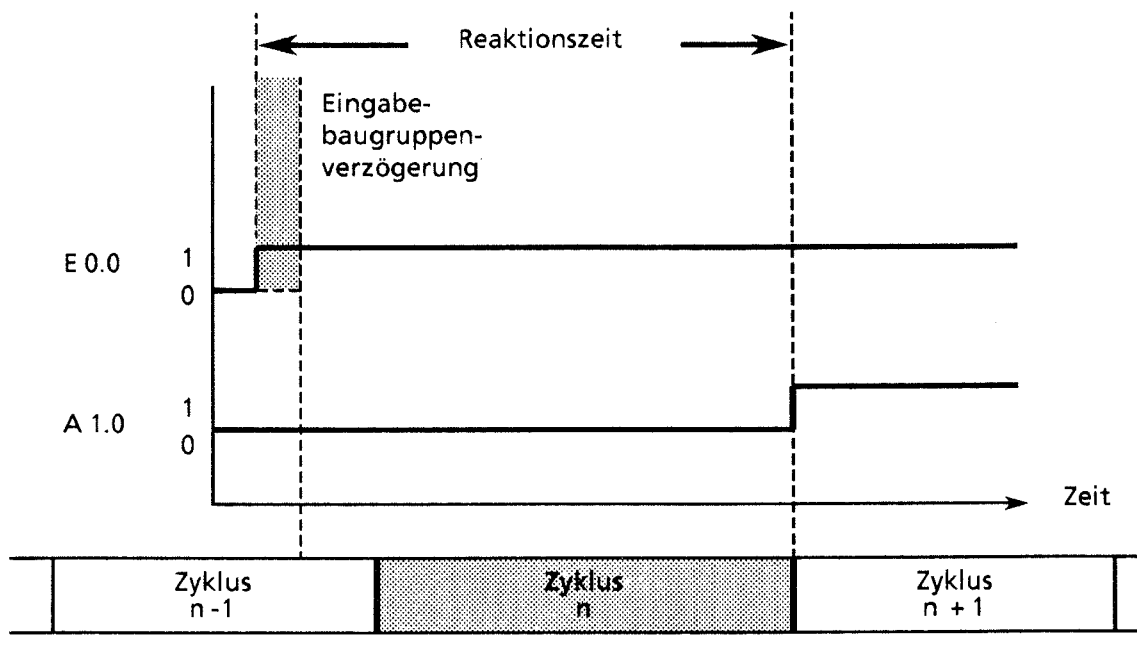 Reaktionszeit
Eingabe-
baugruppen-
verzögerung
E 0.0
1
0
A 1.0
1
0
Zeit
Zyklus
n -1
Zyklus
n
Zyklus
n + 1